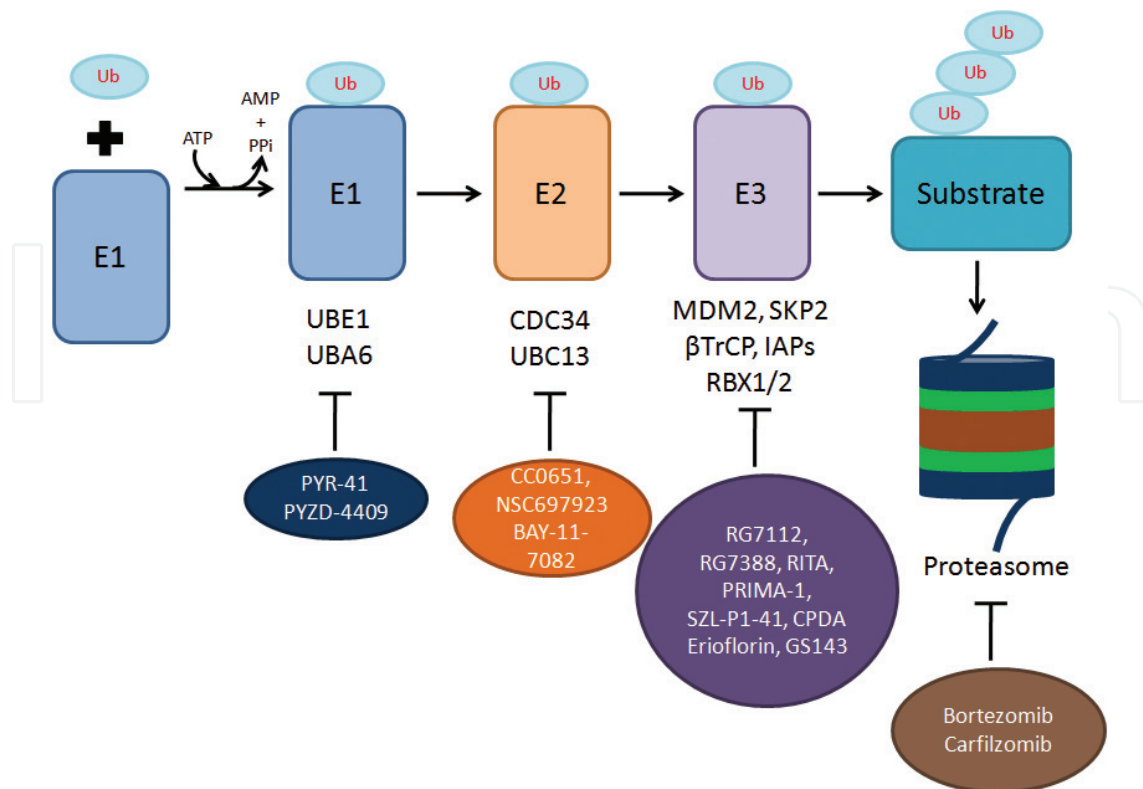 Ub
E1
ATP
AMP
+
PPi
Ub
E1
UBE1
UBA6
PYR-41
PYZD-4409
Ub
E2
CDC34
UBC13
CC0651,
NSC697923
BAY-11-
7082
Ub
E3
MDM2, SKP2
βTrCP, IAPs
RBX1/2
RG7112,
RG7388, RITA,
PRIMA-1,
SZL-P1-41, CPDA
Erioflorin, GS143
Ub
Ub
Ub
Substrate
Proteasome
Bortezomib
Carfilzomib